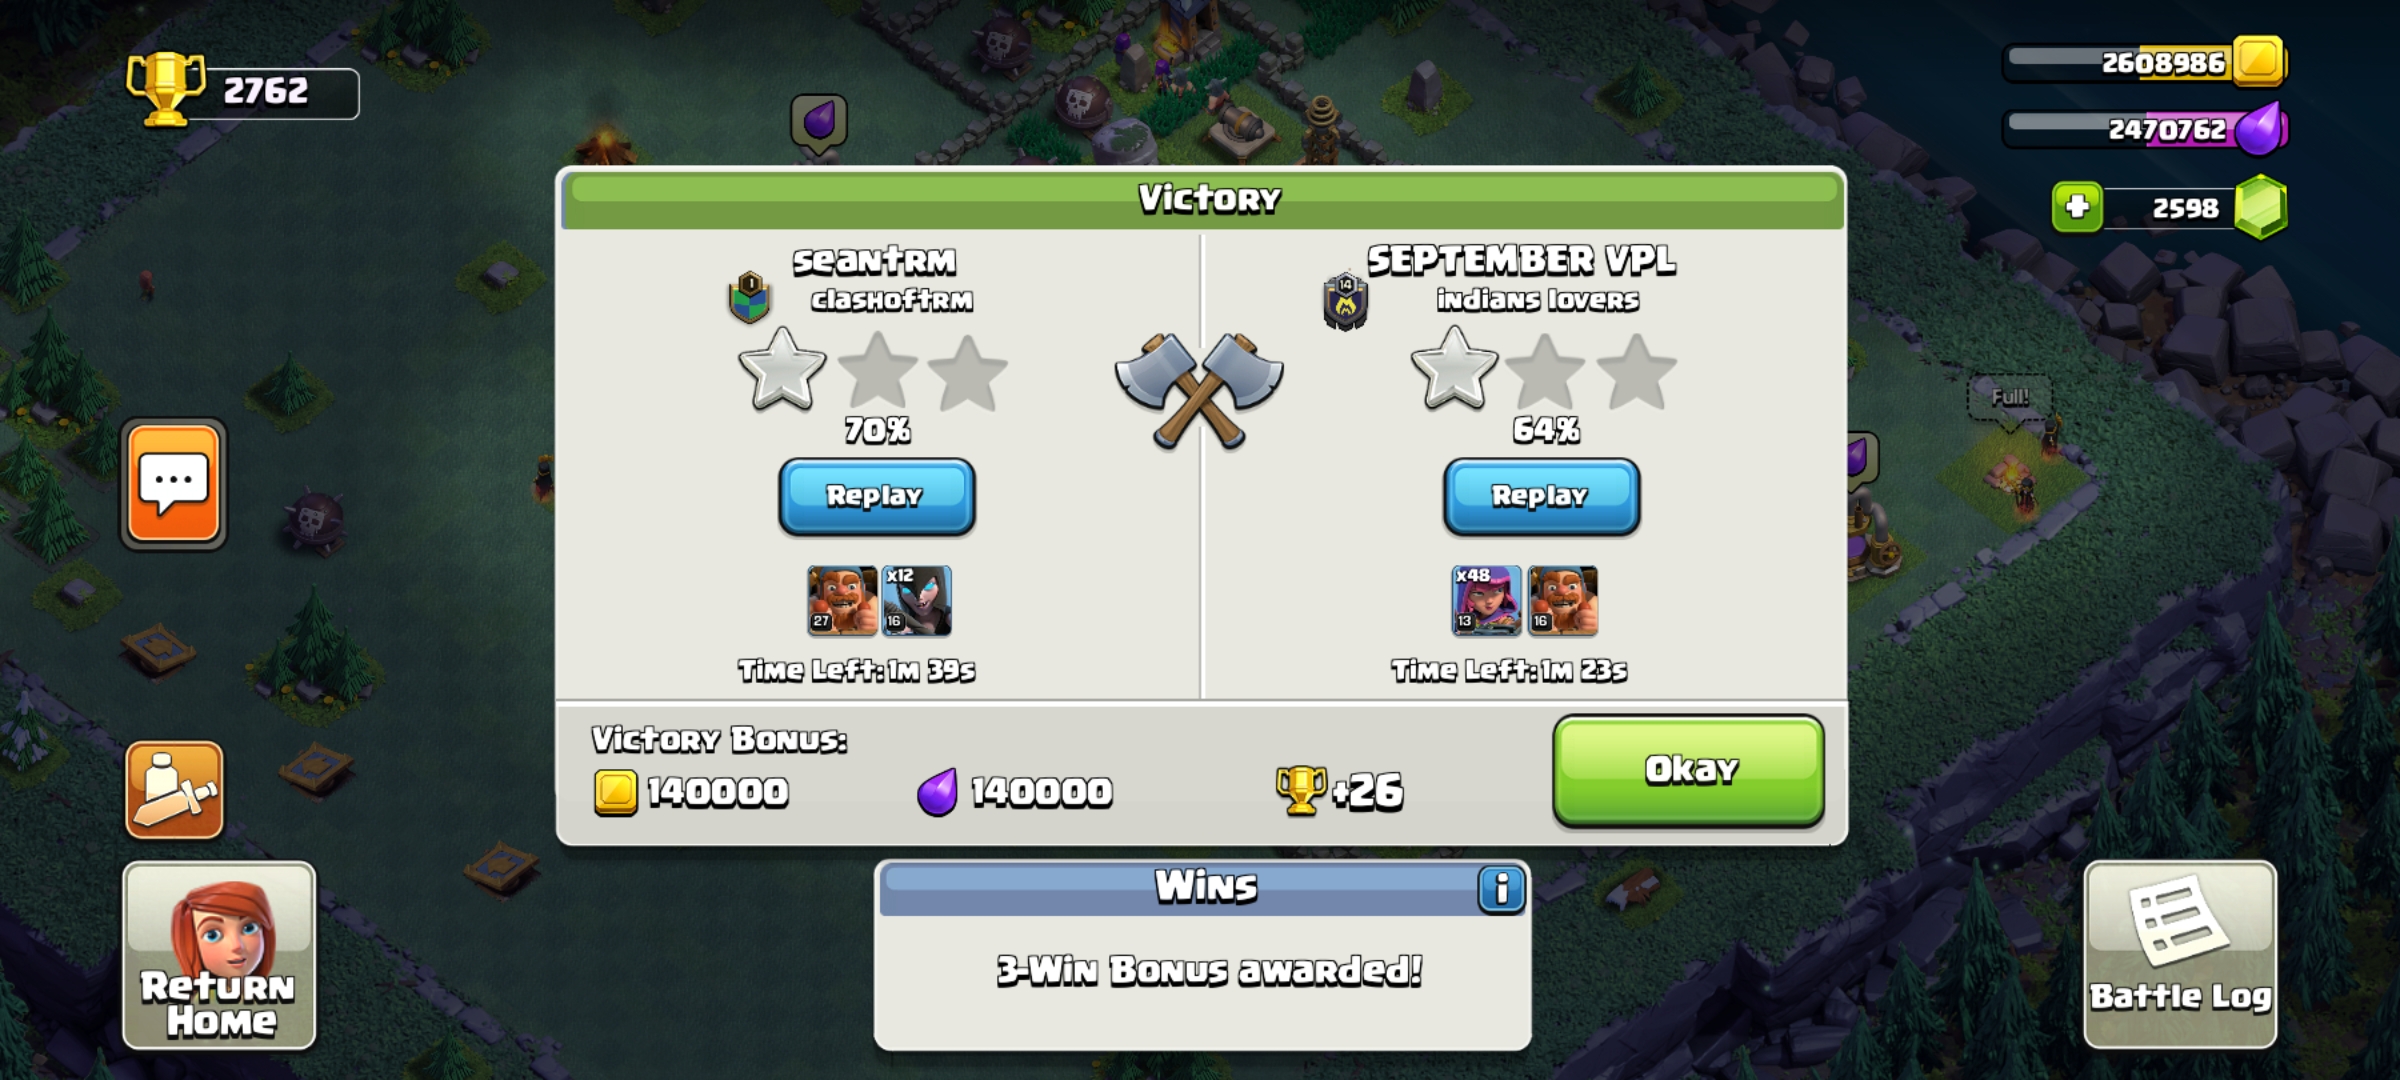 2762
2608986
2470762
2598
Victory
seantrm
1
clashoftrm
70%
Replay
27
x12
16
Time Left: 1m 39s
SEPTEMBER VPL
14
indians lovers
64%
Replay
x48
13
16
Time Left: 1m 23s
Full!
Victory Bonus:
140000
140000
+26
Okay
Wins
i
3-Win Bonus awarded!
Return
Home
Battle Log